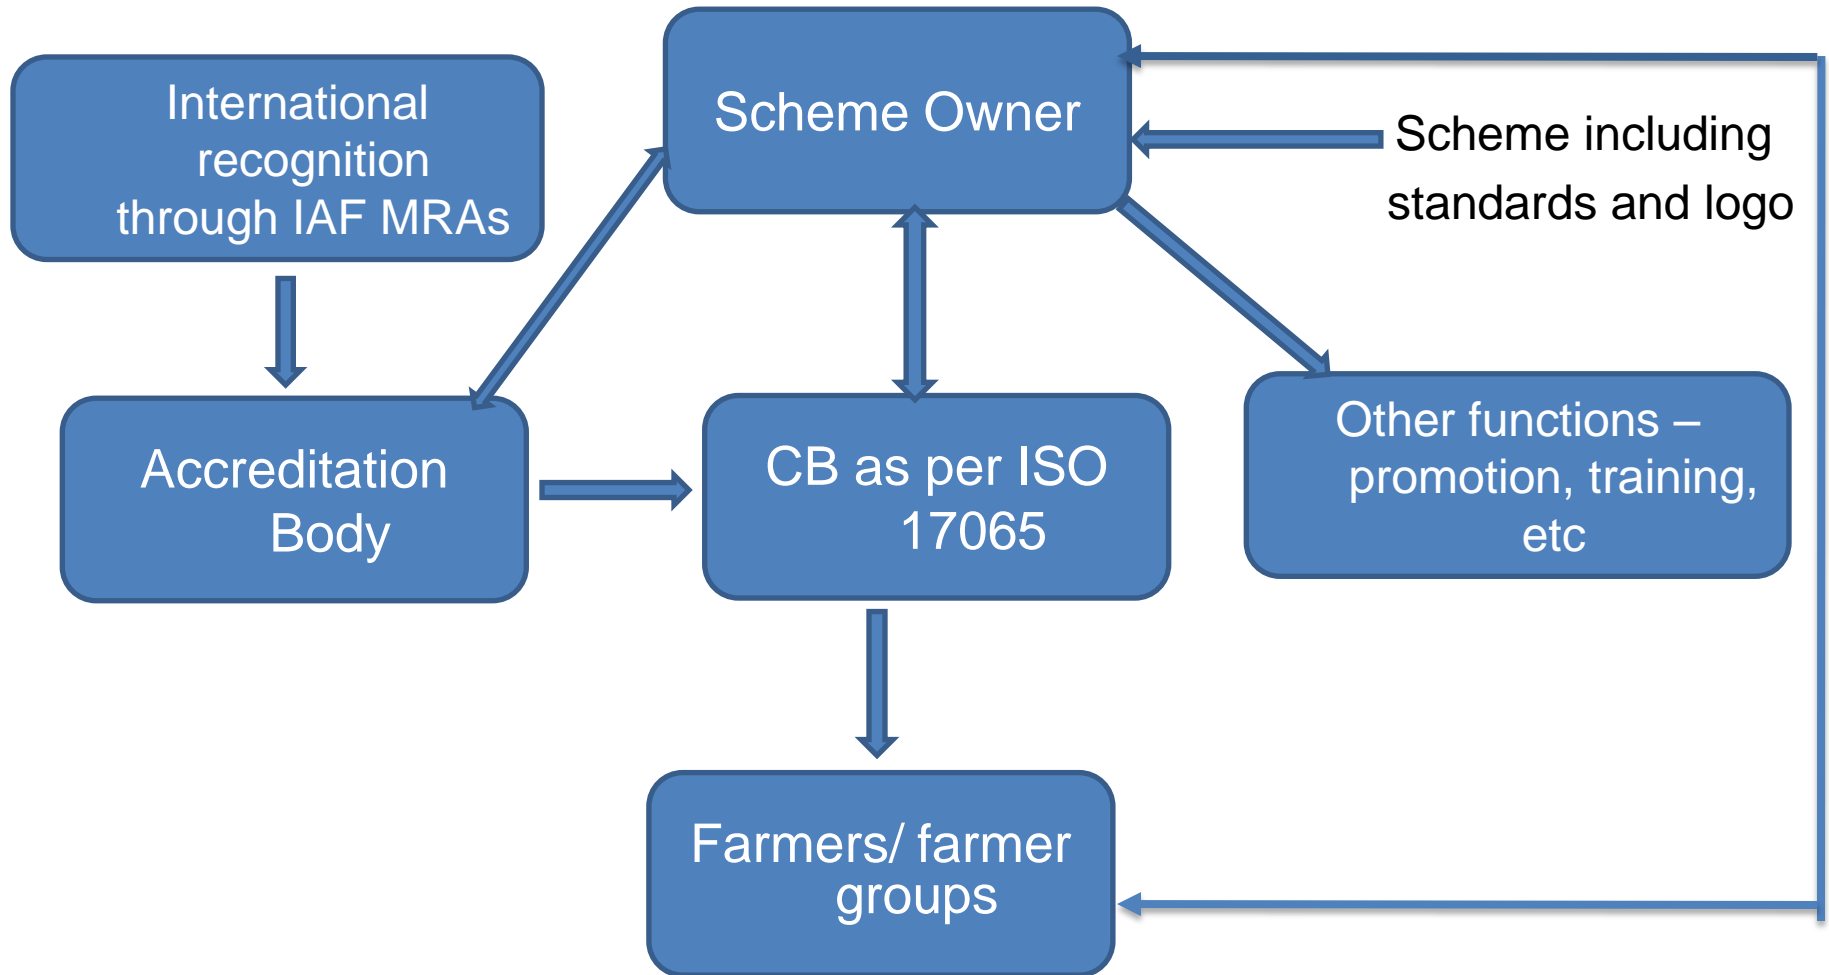 International
recognition
through IAF MRAs
Scheme Owner
Scheme including
standards and logo
Accreditation
Body
CB as per ISO
17065
Other functions –
promotion, training,
etc
Farmers/ farmer
groups